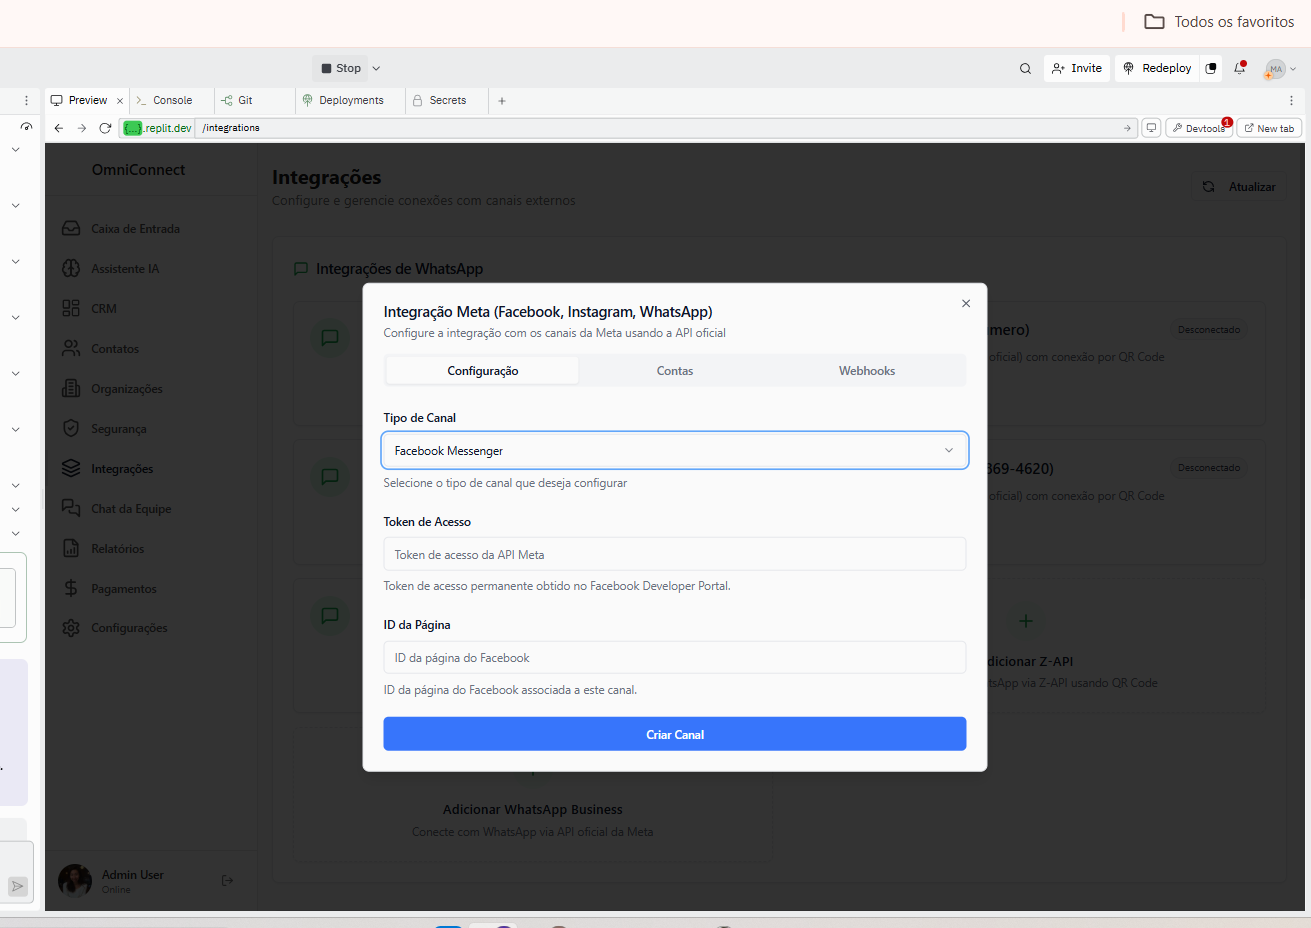 Todos os favoritos
Stop
Invite
Redeploy
MA
Preview
Console
Git
Deployments
Secrets
{...}.replit.dev
/integrations
Devtools
1
New tab
OmniConnect
Integrações
Configure e gerencie conexões com canais externos
Atualizar
Caixa de Entrada
Assistente IA
CRM
Contatos
Organizações
Segurança
Integrações
Chat da Equipe
Relatórios
Pagamentos
Configurações
Admin User
Online
Integrações de WhatsApp
mero)
Desconectado
oficial) com conexão por QR Code
369-4620)
Desconectado
oficial) com conexão por QR Code
dicionar Z-API
tsApp via Z-API usando QR Code
Integração Meta (Facebook, Instagram, WhatsApp)
Configure a integração com os canais da Meta usando a API oficial
Configuração
Contas
Webhooks
Tipo de Canal
Facebook Messenger
Selecione o tipo de canal que deseja configurar
Token de Acesso
Token de acesso da API Meta
Token de acesso permanente obtido no Facebook Developer Portal.
ID da Página
ID da página do Facebook
ID da página do Facebook associada a este canal.
Criar Canal
Adicionar WhatsApp Business
Conecte com WhatsApp via API oficial da Meta